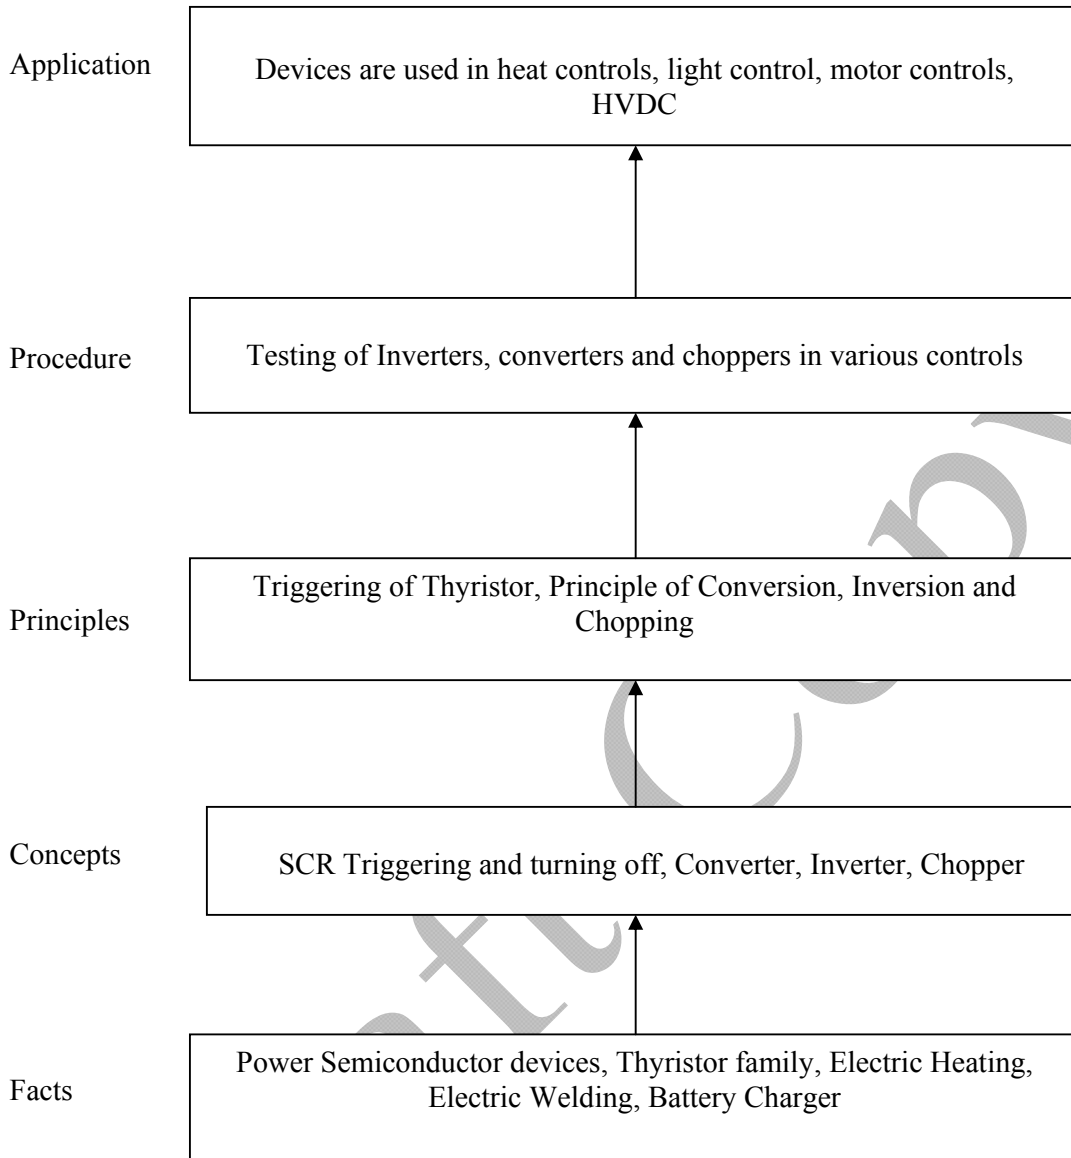 Application
Devices are used in heat controls, light control, motor controks,
HVDC
Procedure
Testing of Inverters, converters and choppers in various controls
Principles
Triggering of Thyristor, Principle of Conversion, Inversion and
Chopping
Concepts
SCR Triggering and turning off, Converter, Inverter, Chopper
Facts
Power Semiconductor devices, Thyristor family, Electric Heating,
Electric Welding, Battery Charger